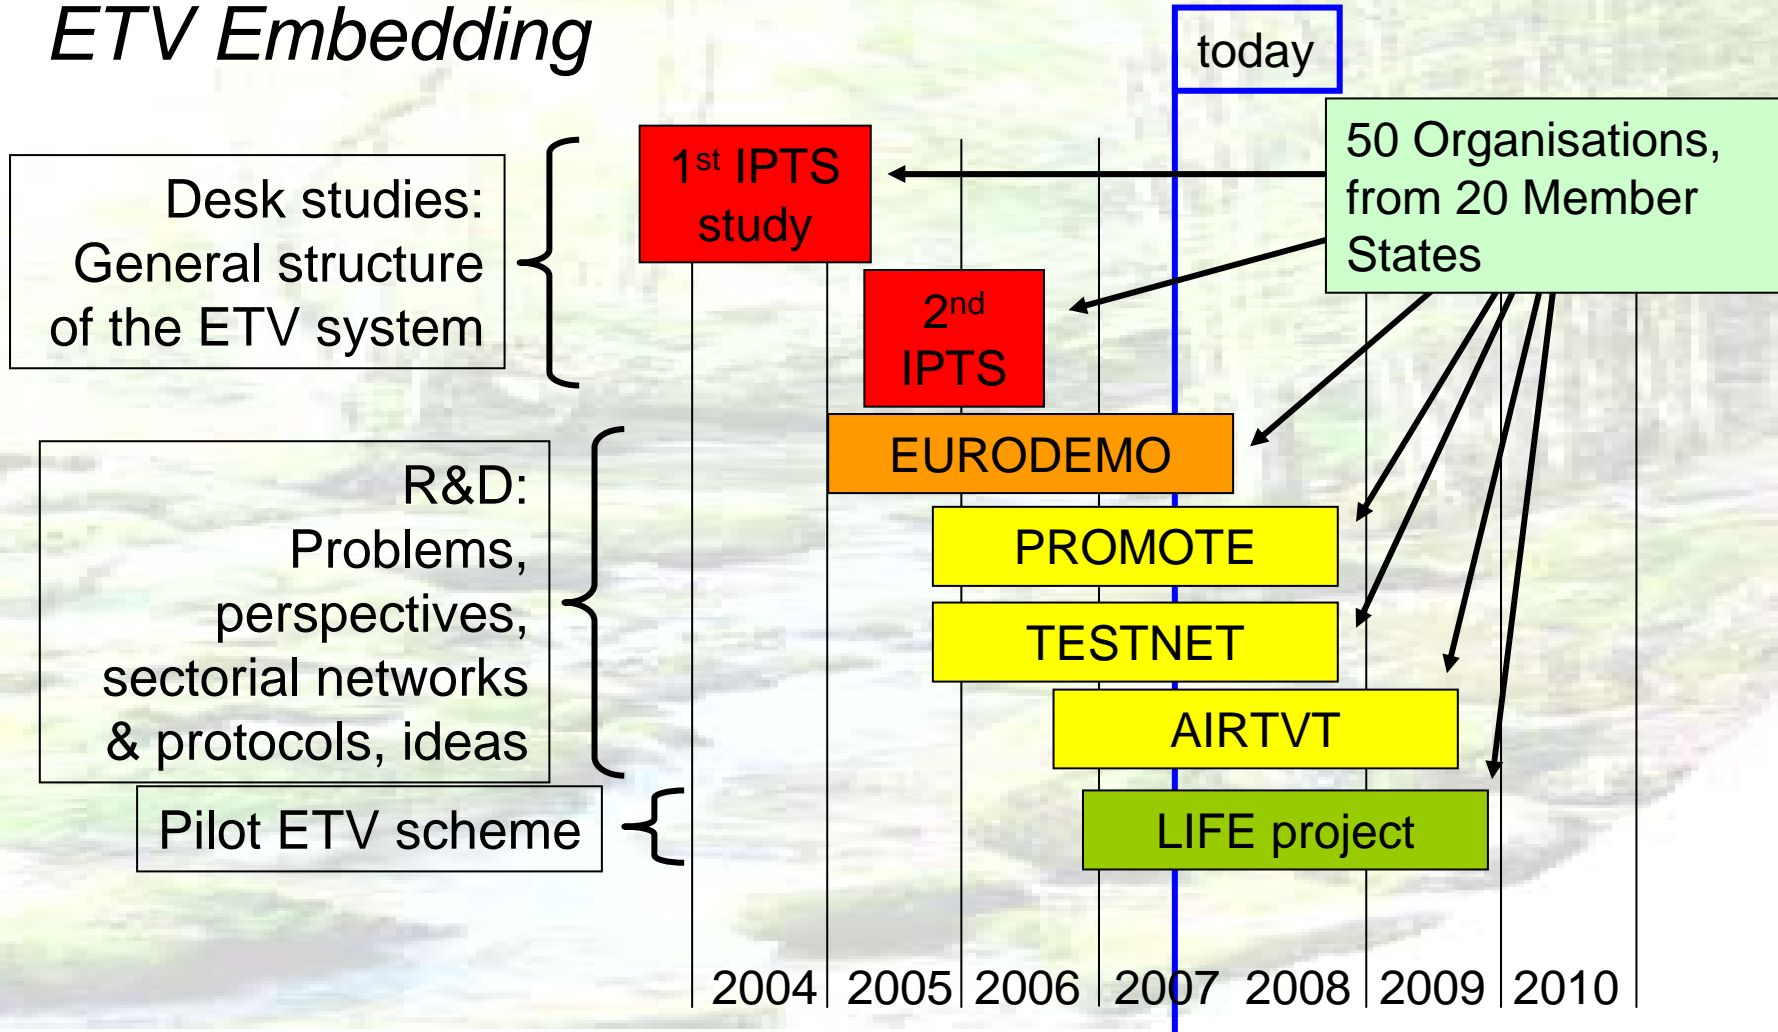 ETV Embedding
today
50 Organisations,
from 20 Member
States
1st IPTS
study
Desk studies:
General structure
of the ETV system
2nd
IPTS
EURODEMO
R&D:
Problems,
perspectives,
sectorial networks
& protocols, ideas
PROMOTE
TESTNET
AIRTVT
Pilot ETV scheme
LIFE project
2004 2005 2006 2007 2008 2009 2010